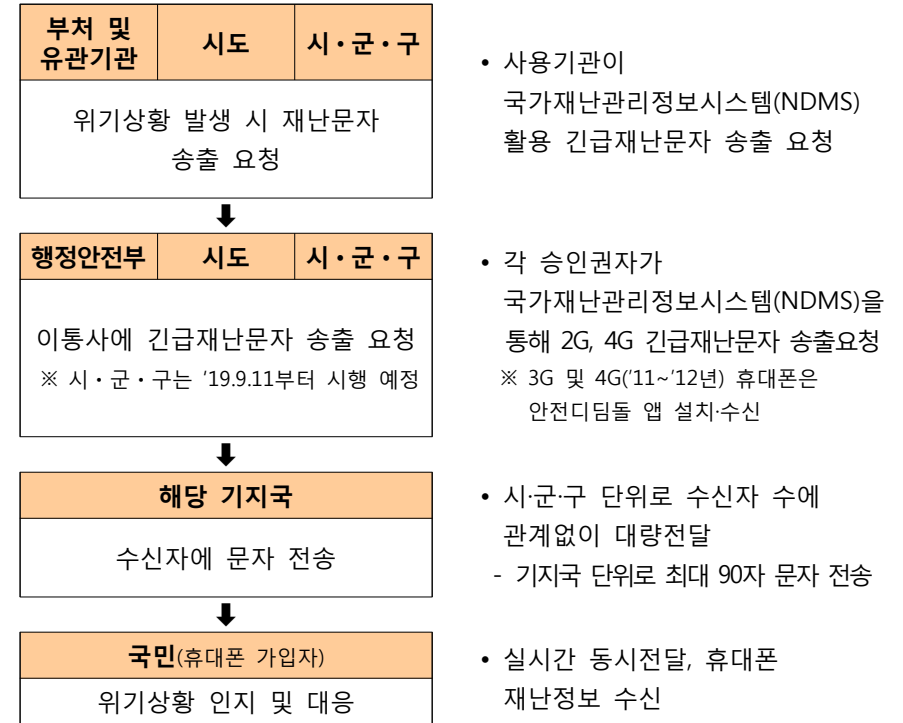 부처 및
유관기관
시도
시・군・구
위기상황 발생 시 재난문자
송출 요청
• 사용기관이
국가재난관리정보시스템(NDMS)
활용 긴급재난문자 송출 요청
행정안전부
시도
시・군・구
이통사에 긴급재난문자 송출 요청
※ 시・군・구는 ’19.9.11부터 시행 예정
• 각 승인권자가
국가재난관리정보시스템(NDMS)을
통해 2G, 4G 긴급재난문자 송출요청
※ 3G 및 4G(’11~’12년) 휴대폰은
안전디딤돌 앱 설치·수신
해당 기지국
수신자에 문자 전송
• 시·군·구 단위로 수신자 수에
관계없이 대량전달
- 기지국 단위로 최대 90자 문자 전송
국민(휴대폰 가입자)
위기상황 인지 및 대응
• 실시간 동시전달, 휴대폰
재난정보 수신